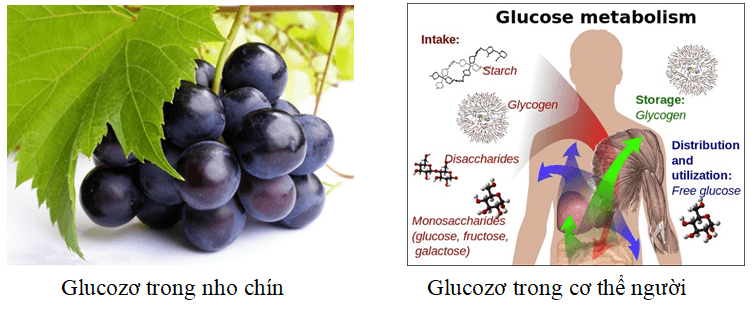 Glucose metabolism
Intake:
Starch
Glycogen
Disaccharides
Monosaccharides
(glucose, fructose,
galactose)
Storage:
Glycogen
Distribution
and
utilization:
Free glucose
Glucozơ trong nho chín
Glucozơ trong cơ thể người